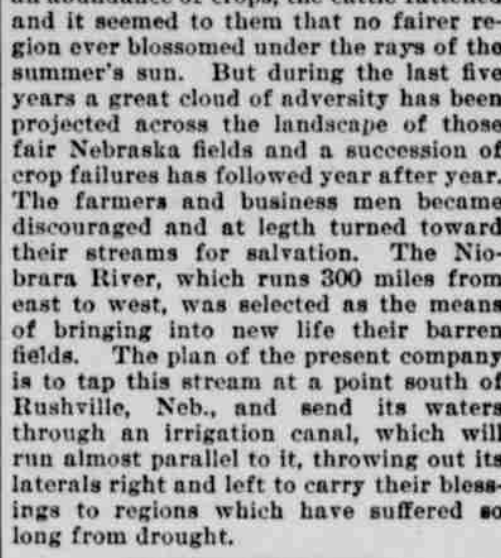 an abundance of crops, the cattle fattened
and it seemed to them that no fairer re-
gion ever blossomed under the rays of the
summer's sun. But during the last five
years a great cloud of adversity has been
projected across the landscape of those
fair Nebraska fields and a succession of
crop failures has followed year after year.
The farmers and business men became
discouraged and at legth turned toward
their streams for salvation. The Nio-
brara River, which runs 300 miles from
east to west, was selected as the means
of bringing into new life their barren
fields. The plan of the present company
is to tap this stream at a point south of
Rushville, Neb., and send its waters
through an irrigation canal, which will
run almost parallel to it, throwing out its
laterals right and left to carry their bless-
ings to regions which have suffered so
long from drought.